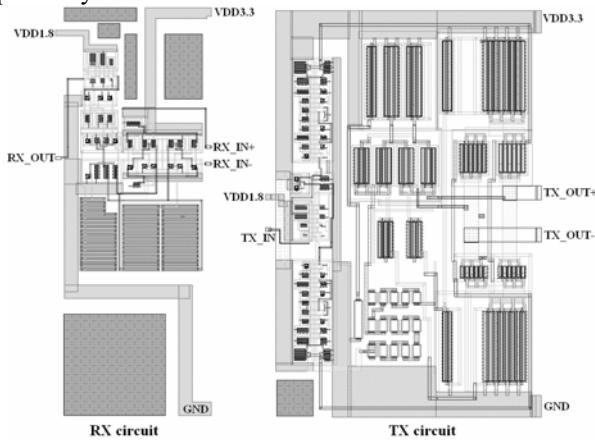 VDD3.3
VDD1.8
RX_OUT
RX_IN+
RX_IN-
GND
RX circuit
VDD3.3
VDD1.8
TX_IN
TX_OUT+
TX_OUT-
GND
TX circuit